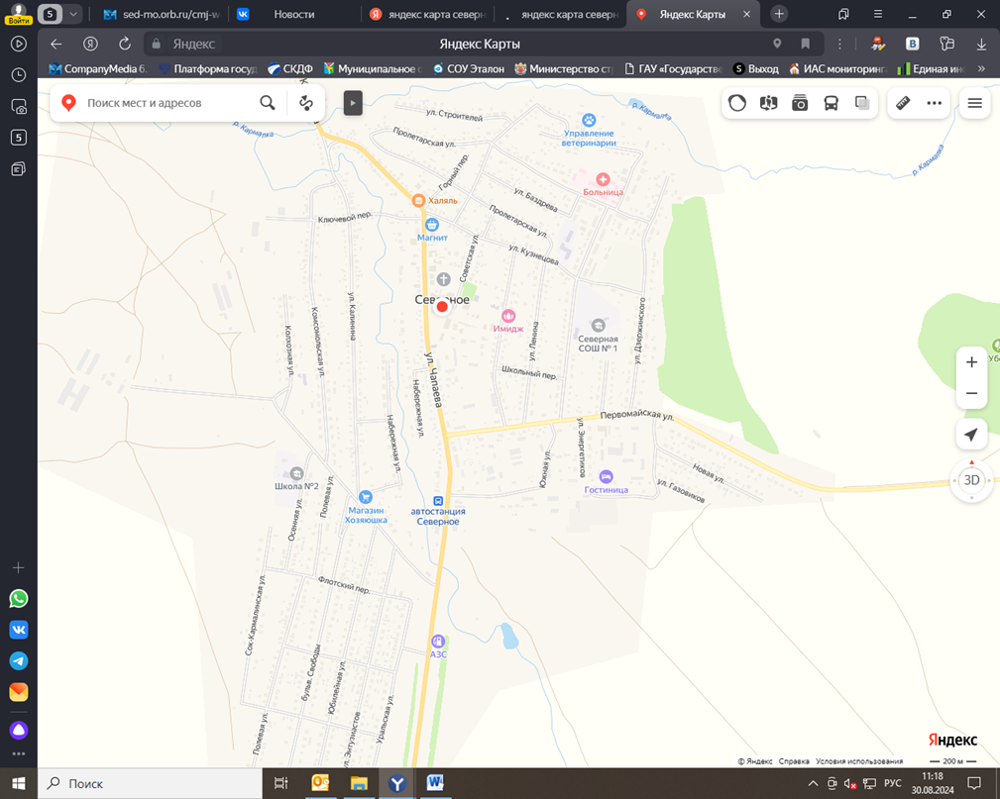 Войти
5
sed-mo.orb.ru/cmj-w
Новости
яндекс карта северн
яндекс карта северн
Яндекс Карты
Яндекс
Яндекс Карты
CompanyMedia б
Платформа госуд
СКДФ
Муниципальное с
СОУ Эталон
Министерство ст
ГАУ «Государстве
Выход
ИАС мониторинг
Единая ин
5
Поиск мест и адресов
р. Кармалка
ул. Строителей
Управление
ветеринарии
р. Кармалка
р. Кармалка
Пролетарская ул.
Горный пер.
Больница
Халяль
ул. Баздрева
Ключевой пер.
Магнит
Пролетарская ул.
Советская ул.
ул. Кузнецова
Северное
ул. Калинина
Комсомольская ул.
Колхозная ул.
Имидж
ул. Ленина
Северная
СОШ № 1
ул. Дзержинского
ул. Чапаева
Школьный пер.
Набережная ул.
Набережная ул.
Первомайская ул.
ул. Энергетиков
Южная ул.
Новая ул.
ул. Газовиков
Гостиница
Школа №2
Полевая ул.
Осенняя ул.
Магазин
Хозяюшка
автостанция
Северное
Флотский пер.
Сок-Кармалинская ул.
АЗС
бульв. Свободы
Юбилейная ул.
Уральская ул.
Полевая ул.
ул. Энтузиастов
3D
Яндекс
© Яндекс Справка Условия использования
200 м
Поиск
РУС
11:18
30.08.2024